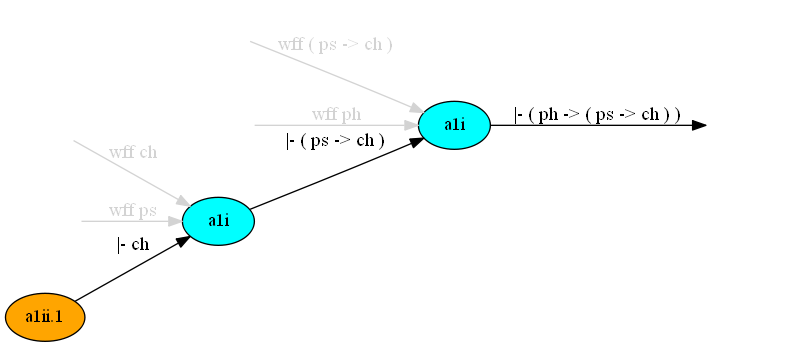 wff ( ps -> ch )
wff ph
a1i
|- ( ph -> ( ps -> ch ) )
|- ( ps -> ch )
wff ch
wff ps
a1i
|- ch
a1ii.1